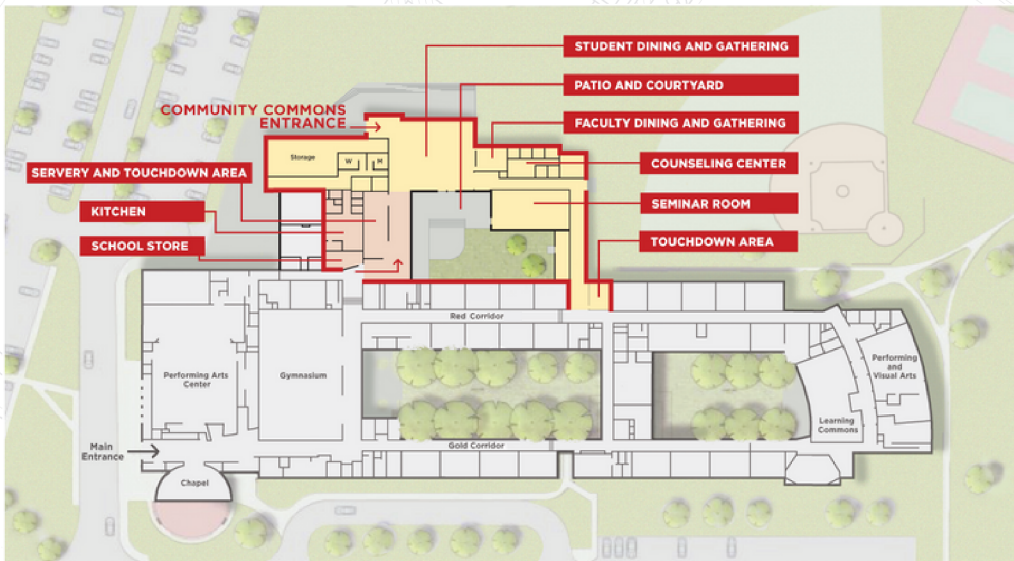 STUDENT DINING AND GATHERING
PATIO AND COURTYARD
COMMUNITY COMMONS
ENTRANCE
FACULTY DINING AND GATHERING
Storage
W
M
COUNSELING CENTER
SERVERY AND TOUCHDOWN AREA
KITCHEN
SEMINAR ROOM
SCHOOL STORE
TOUCHDOWN AREA
Red Corridor
Performing Arts
Center
Gymnasium
Performing
and
Visual Arts
Learning
Commons
Main
Entrance
Gold Corridor
Chapel